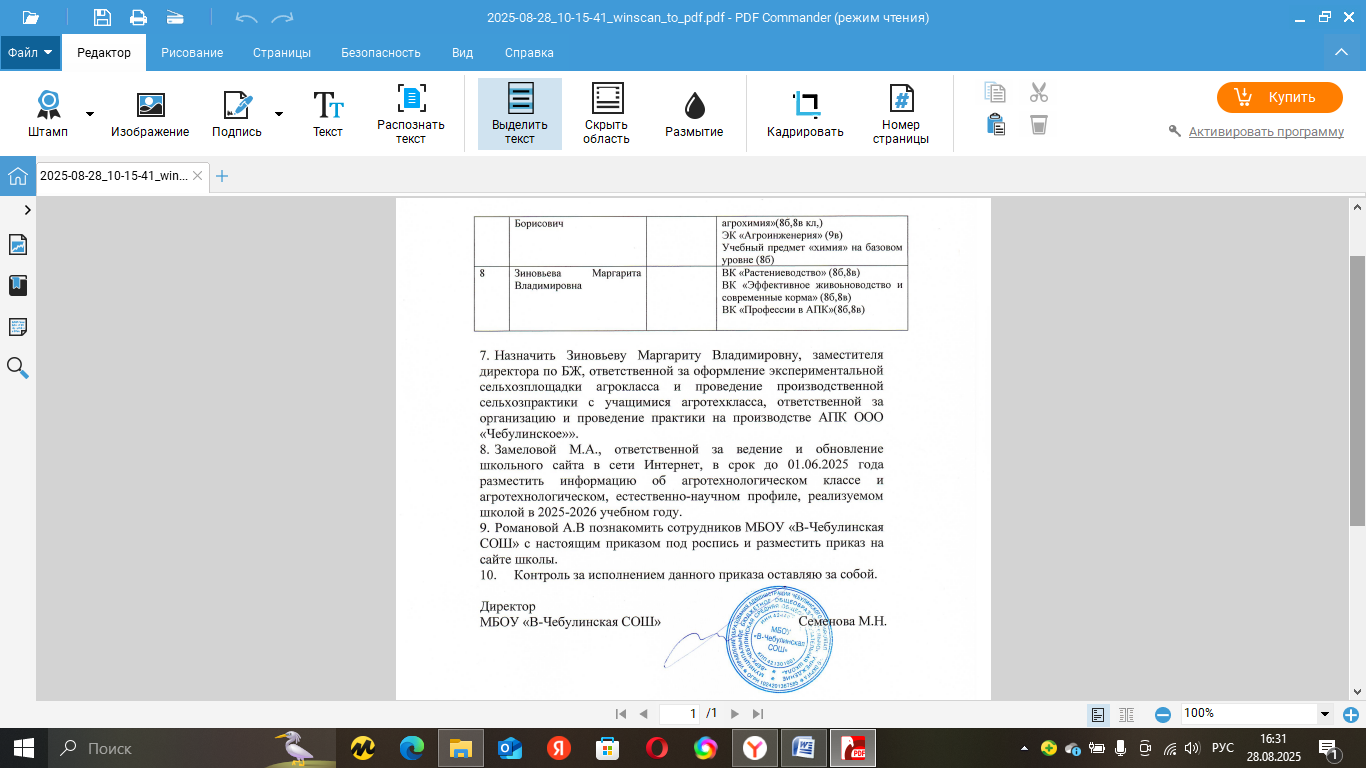 2025-08-28_10-15-41_winscan_to_pdf.pdf - PDF Commander (режим чтения)
Файл Редактор Рисование Страницы Безопасность Вид Справка
Штамп Изображение Подпись Текст Распознать текст Выделить текст Скрыть область Размытие Кадрировать Номер страницы
Купить
Активировать программу
2025-08-28_10-15-41_win...
Борисович
агрохимия»(8б,8в кл,)
ЭК «Агроинженерия» (9в)
Учебный предмет «химия» на базовом
уровне (8б)
8 Зиновьева Маргарита
Владимировна
ВК «Растениеводство» (8б,8в)
ВК «Эффективное живоьноводство и
современные корма» (8б,8в)
ВК «Профессии в АПК»(8б,8в)
7. Назначить Зиновьеву Маргариту Владимировну, заместителя
директора по БЖ, ответственной за оформление экспериментальной
сельхозплощадки агрокласса и проведение производственной
сельхозпрактики с учащимися агротехкласса, ответственной за
организацию и проведение практики на производстве АПК ООО
«Чебулинское»».
8. Замеловой М.А., ответственной за ведение и обновление
школьного сайта в сети Интернет, в срок до 01.06.2025 года
разместить информацию об агротехнологическом классе и
агротехнологическом, естественно-научном профиле, реализуемом
школой в 2025-2026 учебном году.
9. Романовой А.В познакомить сотрудников МБОУ «В-Чебулинская
СОШ» с настоящим приказом под роспись и разместить приказ на
сайте школы.
10. Контроль за исполнением данного приказа оставляю за собой.
Директор
МБОУ «В-Чебулинская СОШ» Семенова М.Н.
МБОУ
«В-Чебулинская
СОШ»
1 /1
100%
Поиск
РУС
16:31
28.08.2025
1